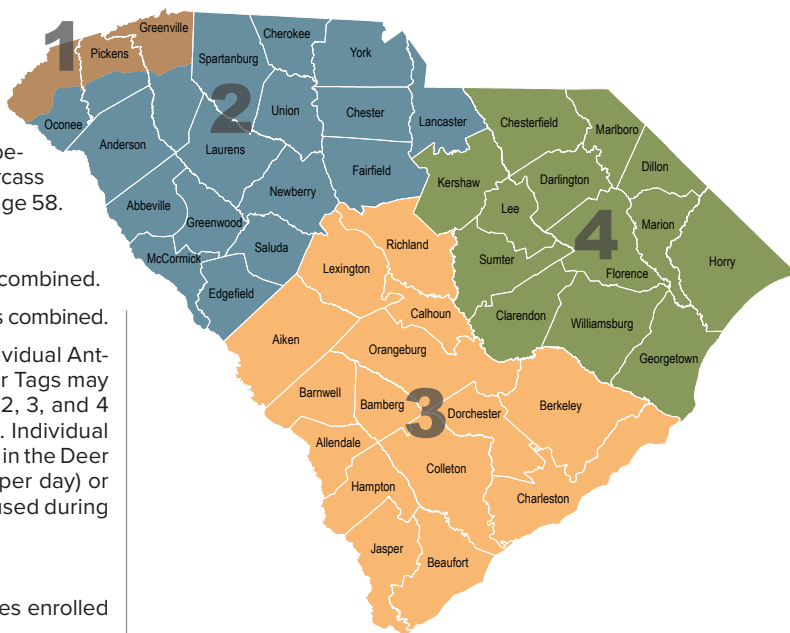 be-
rcass
ge 58.
combined.
s combined.
ividual Ant-
r Tags may
2, 3, and 4
. Individual
in the Deer
per day) or
used during
es enrolled
1
Greenville
Pickens
Oconee
Cherokee
York
Spartanburg
2
Union
Chester
Lancaster
Anderson
Laurens
Fairfield
Abbeville
Newberry
Greenwood
McCormick
Saluda
Edgefield
Chesterfield
Marlboro
Dillon
Kershaw
Darlington
Lee
Marion
4
Sumter
Florence
Horry
Clarendon
Williamsburg
Georgetown
Richland
Lexington
Calhoun
Aiken
Orangeburg
Barnwell
Bamberg
3
Dorchester
Berkeley
Allendale
Colleton
Hampton
Charleston
Jasper
Beaufort